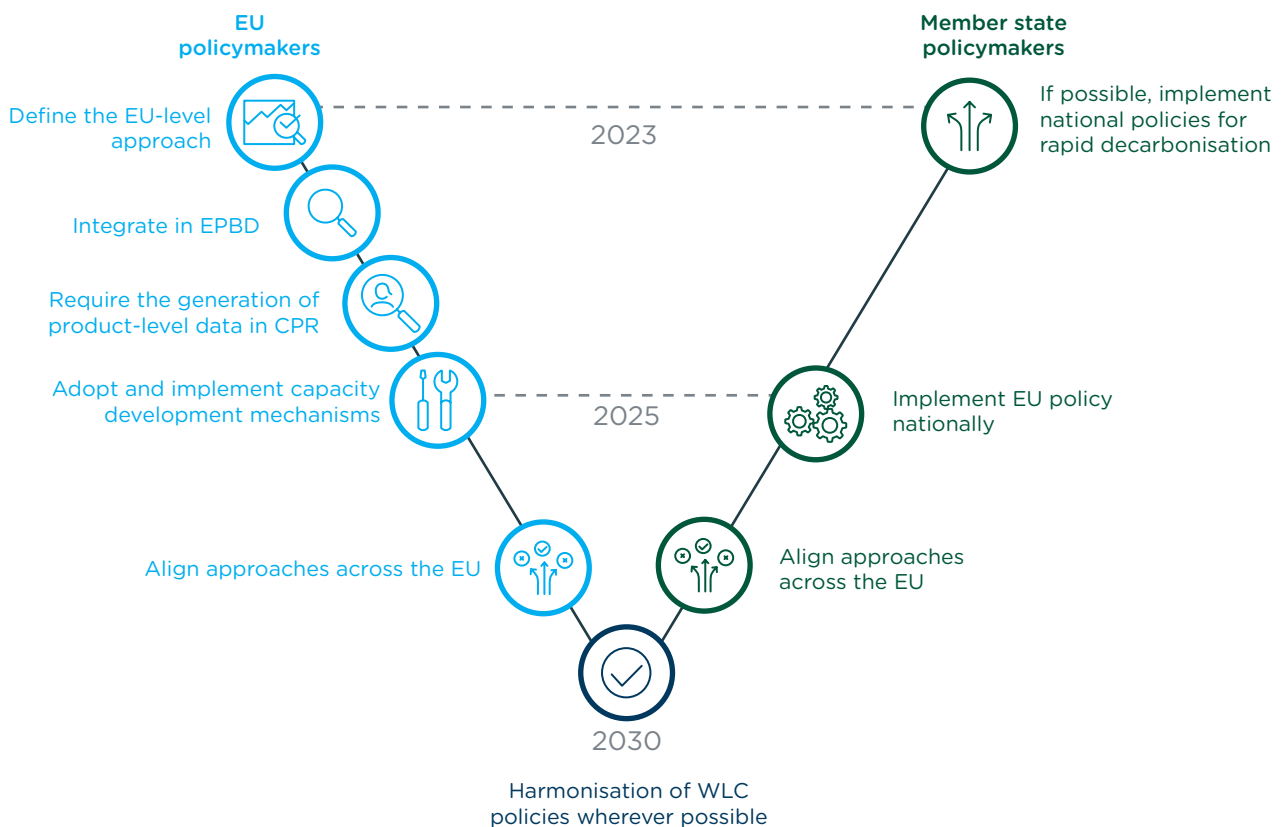 EU
policymakers
Member state
policymakers
Define the EU-level
approach
2023
If possible, implement
national policies for
rapid decarbonisation
Integrate in EPBD
Require the generation of
product-level data in CPR
Adopt and implement capacity
development mechanisms
2025
Implement EU policy
nationally
Align approaches across the EU
Align approaches
across the EU
2030
Harmonisation of WLC
policies wherever possible